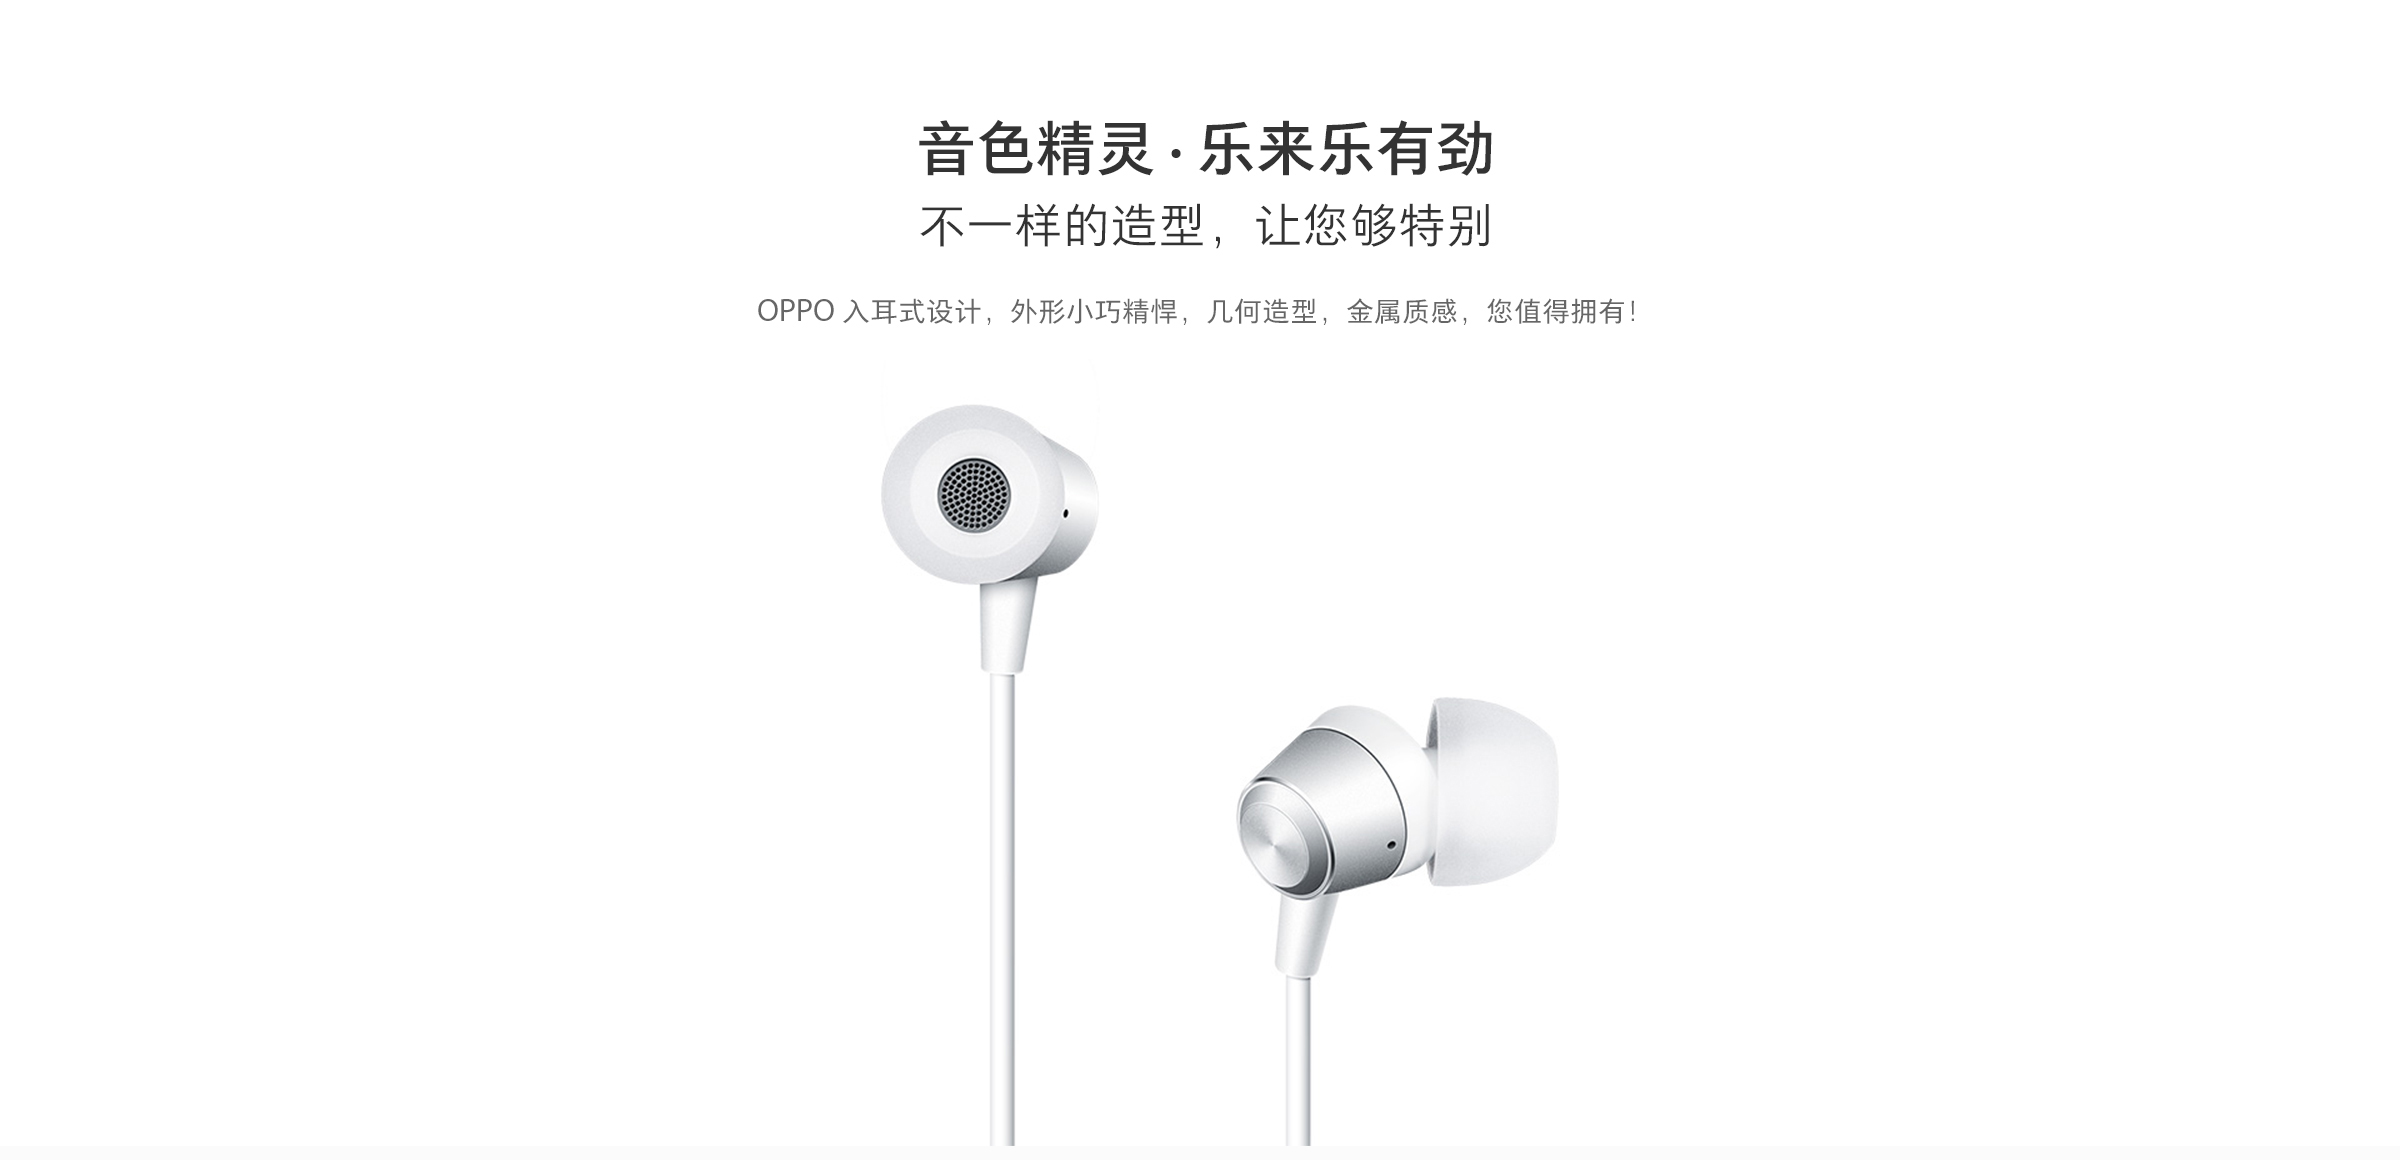 音色精灵·乐来乐有劲
不一样的造型，让您够特别
OPPO 入耳式设计，外形小巧精悍，几何造型，金属质感，您值得拥有！